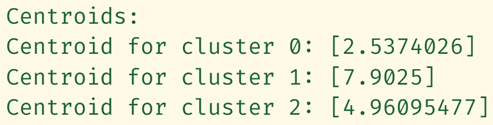 Centroids:
Centroid for cluster 0: [2.5374026]
Centroid for cluster 1: [7.9025]
Centroid for cluster 2: [4.96095477]